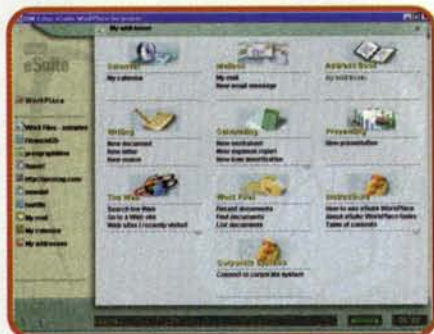 My addresses
eSuite
WorkPlace
Calendar
My calendar
Mailbox
My mail
New email message
Address Book
My addresses
Writing
New document
New letter
New memo
Calculating
New worksheet
New expense report
New loan amortization
Presenting
New presentation
The Web
Search the Web
Go to a Web site
Web sites I recently visited
Work Files
Recent documents
Find documents
List documents
Instructions
How to use eSuite WorkPlace
About eSuite WorkPlace tasks
Table of contents
Corporate System
Connect to corporate system
My mail
My calendar
My addresses